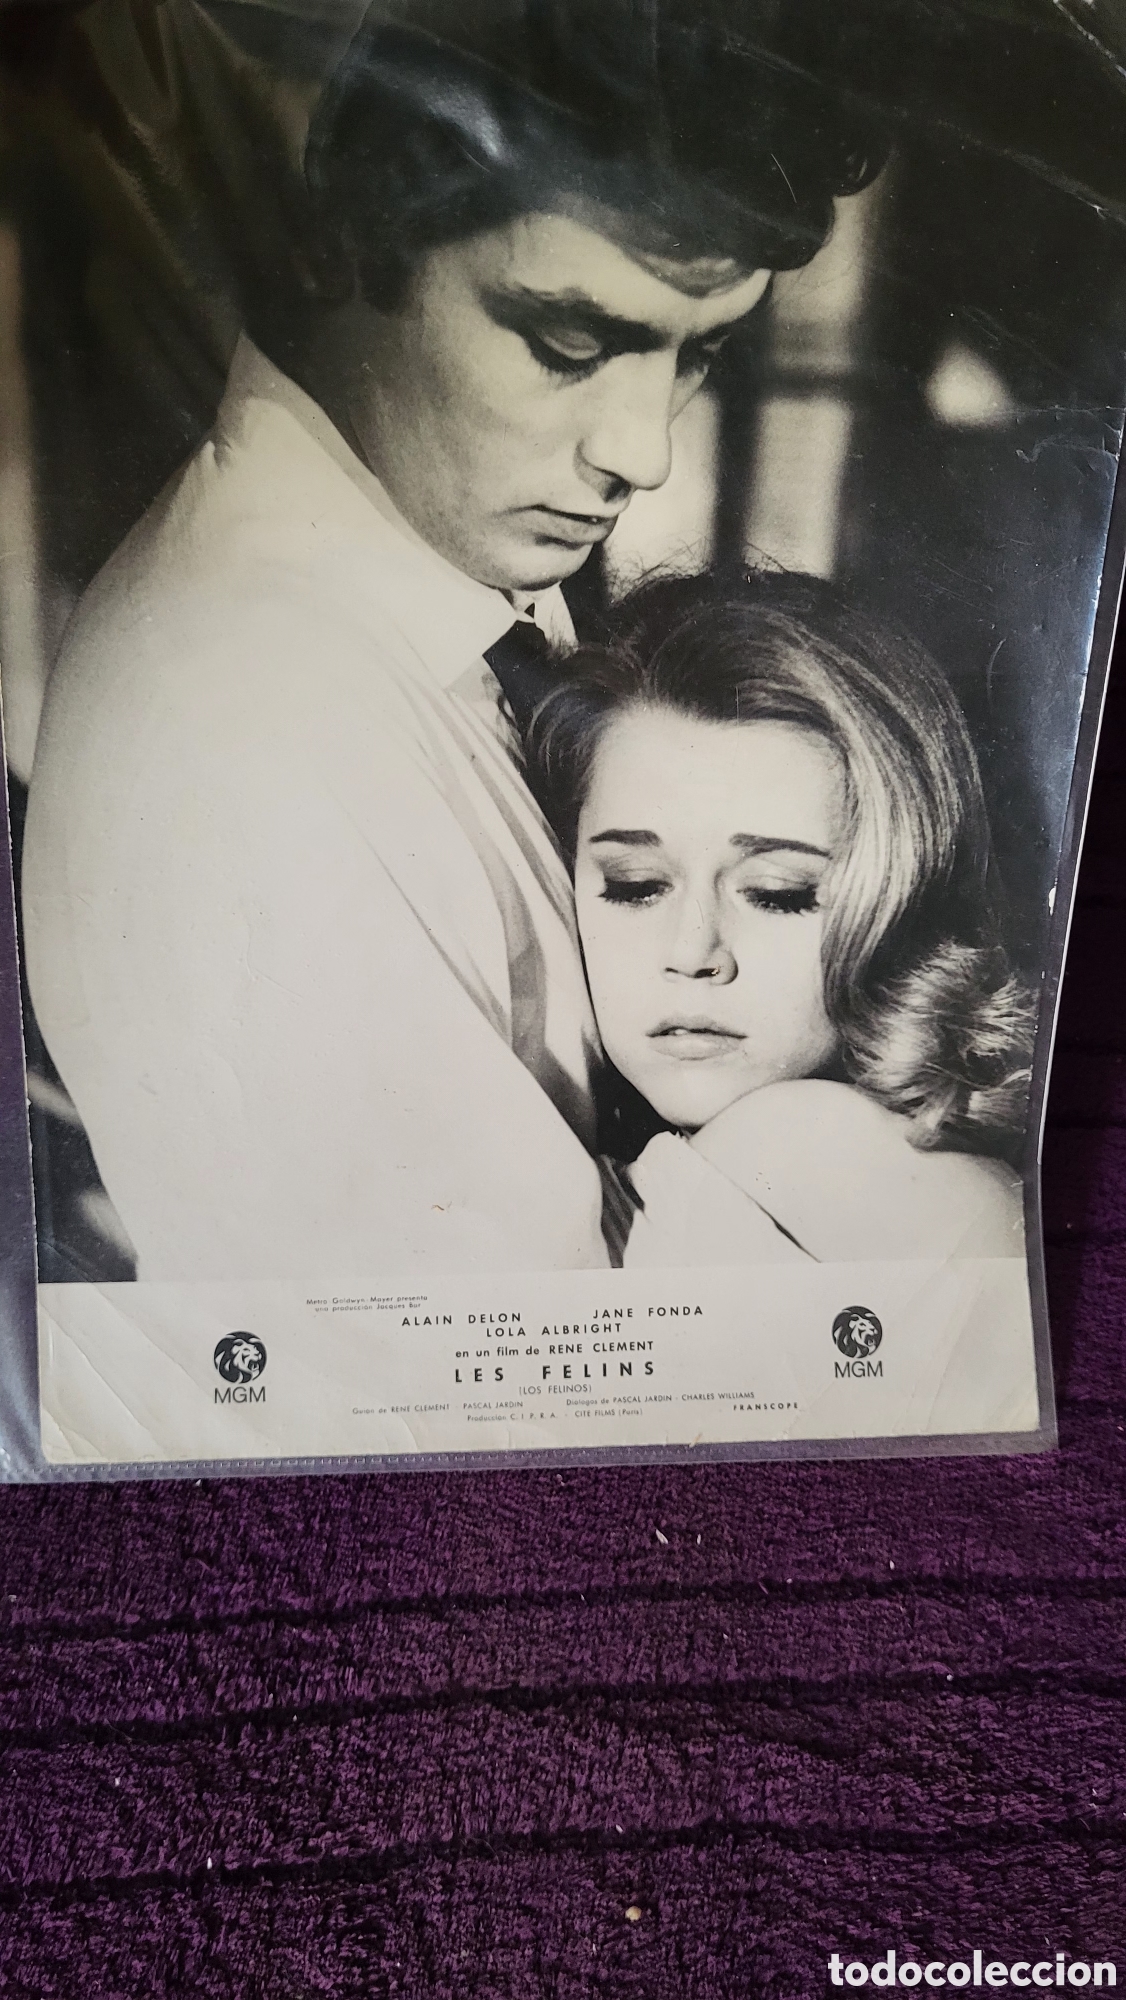 Metro Goldwyn Mayer presenta
una producción Jacques Bar
ALAIN DELON JANE FONDA
LOLA ALBRIGHT
en un film de RENE CLEMENT
LES FELINS
(LOS FELINOS)
Guión de RENE CLEMENT - PASCAL JARDIN Dialogos de PASCAL JARDIN - CHARLES WILLIAMS
Producción C. I. P. R. A. - CITE FILMS (Paris) FRANSCOPE
MGM
MGM
todocoleccion